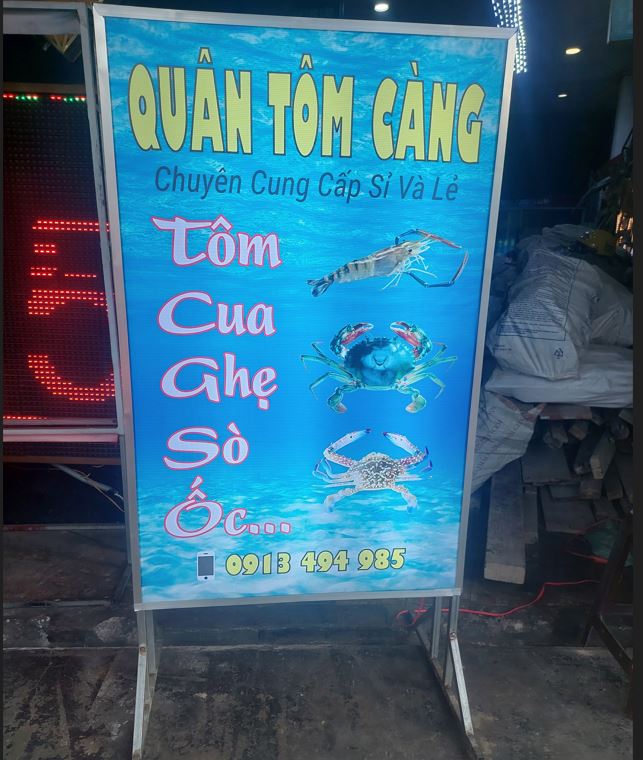 QUÂN TÔM CÀNG
Chuyên Cung Cấp Sỉ Và Lẻ
Tôm
Cua
Ghẹ
Sò
Ốc...
0913 494 985